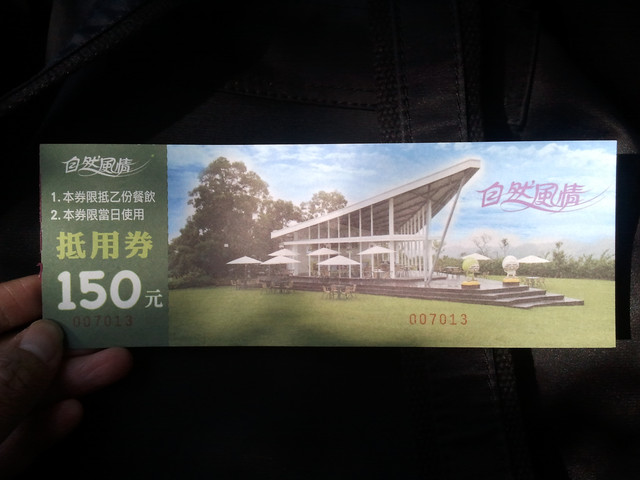 自然風情
1. 本券限抵乙份餐飲
2. 本券限當日使用
抵用券
150元
007013
自然風情
007013